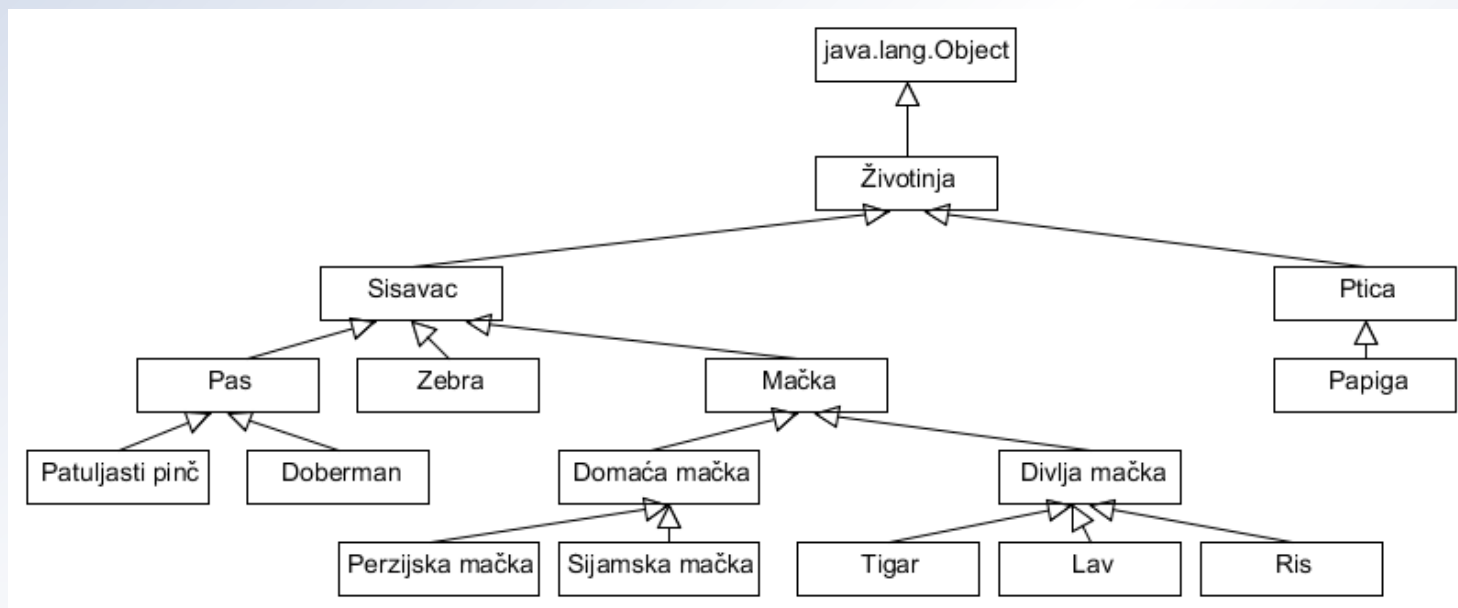 java.lang.Object
Životinja
Sisavac
Ptica
Pas
Zebra
Mačka
Papiga
Patuljasti pinč
Doberman
Domaća mačka
Divlja mačka
Perzijska mačka
Sijamska mačka
Tigar
Lav
Ris